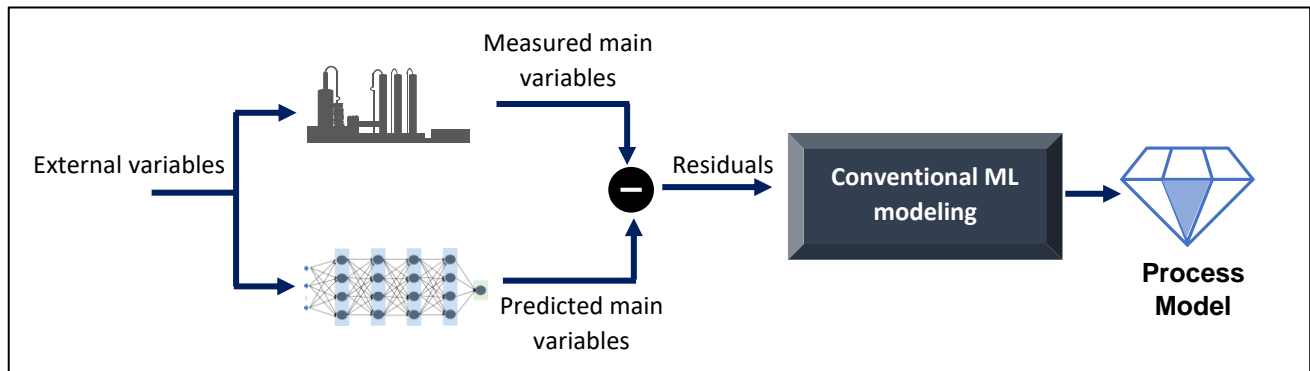 Measured main
variables
External variables
Residuals
Conventional ML
modeling
Predicted main
variables
Process
Model